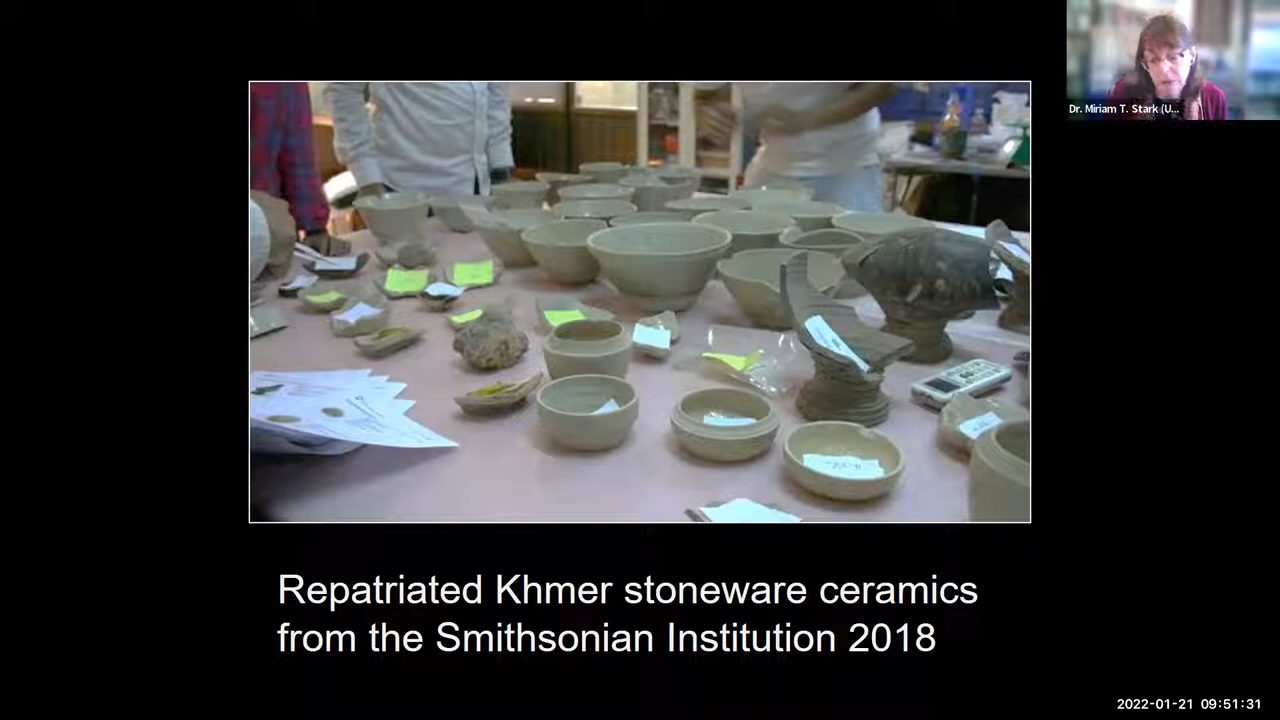 Dr. Miriam T. Stark (U...
Repatriated Khmer stoneware ceramics
from the Smithsonian Institution 2018
2022-01-21 09:51:31